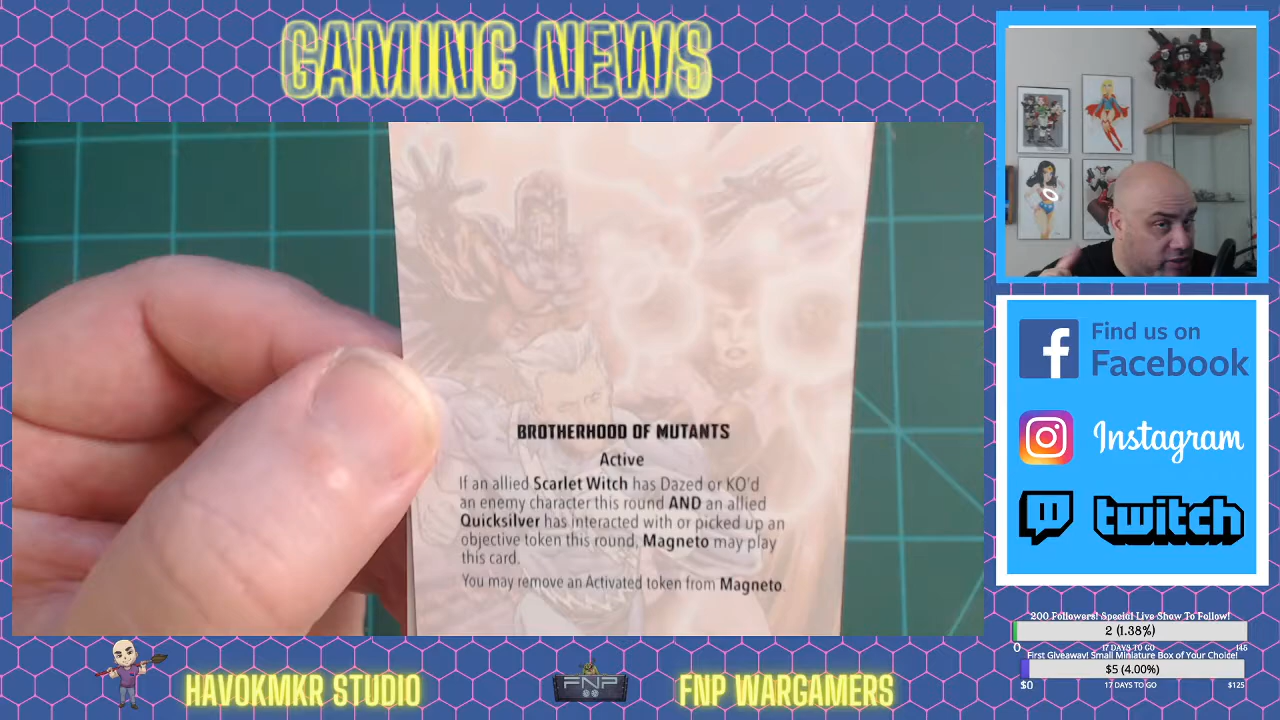 GAMING NEWS
BROTHERHOOD OF MUTANTS
Active
If an allied Scarlet Witch has Dazed or KO'd
an enemy character this round AND an allied
Quicksilver has interacted with or picked up an
objective token this round, Magneto may play
this card.
You may remove an Activated token from Magneto.
Find us on
Facebook
Instagram
twitch
200 Followers! Special Live Show To Follow!
2 (1.38%)
0 17 DAYS TO GO 145
First Giveaway! Small Miniature Box of Your Choice!
$5 (4.00%)
$0 17 DAYS TO GO $125
HAVOKMKR STUDIO
FNP
FNP WARGAMERS